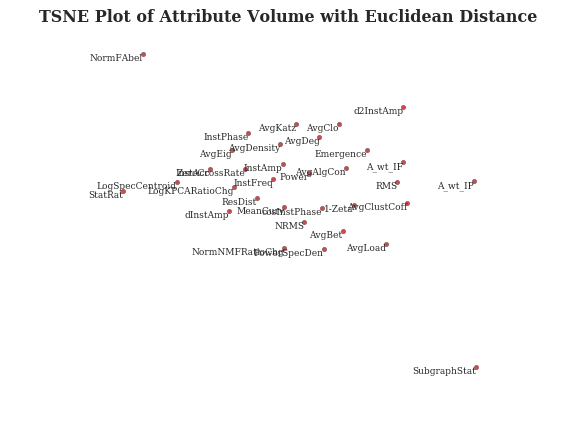 TSNE Plot of Attribute Volume with Euclidean Distance
NormFAbel
d2InstAmp
AvgKatz
AvgClo
InstPhase
AvgDeg
AvgDensity
AvgEig
Emergence
A_wt_IF
InstAmp
AvgAlgCon
ZeroCrossRate
Power
InstFreq
LogSpecCentroid
RMS
A_wt_IP
LogKPCARatioChg
StatRat
ResDist
AvgClustCoff
MeanCurv
cosInstPhase
1-Zeta
dInstAmp
NRMS
AvgBet
AvgLoad
NormNMFRatioChg
PowerSpecDen
SubgraphStat